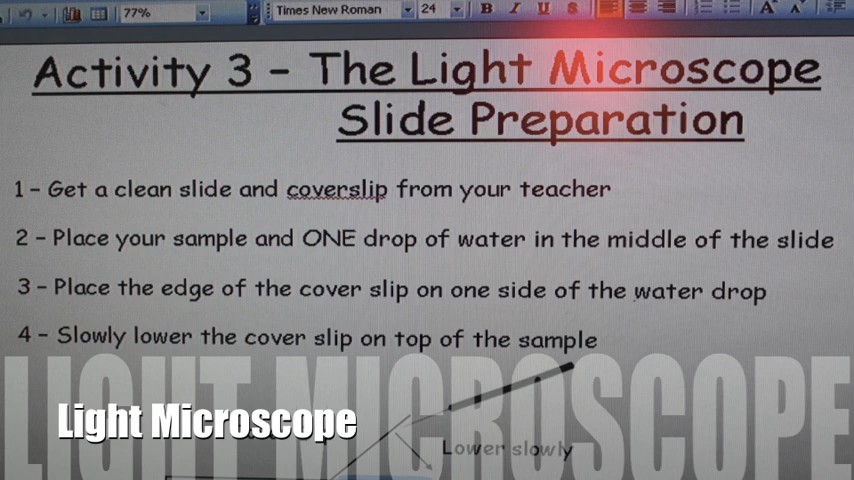 77%
Times New Roman
24
B I U S
A A
Activity 3 - The Light Microscope
Slide Preparation
1 - Get a clean slide and coverslip from your teacher
2 - Place your sample and ONE drop of water in the middle of the slide
3 - Place the edge of the cover slip on one side of the water drop
4 - Slowly lower the cover slip on top of the sample
LIGHT MICROSCOPE
Light Microscope
Lower slowly